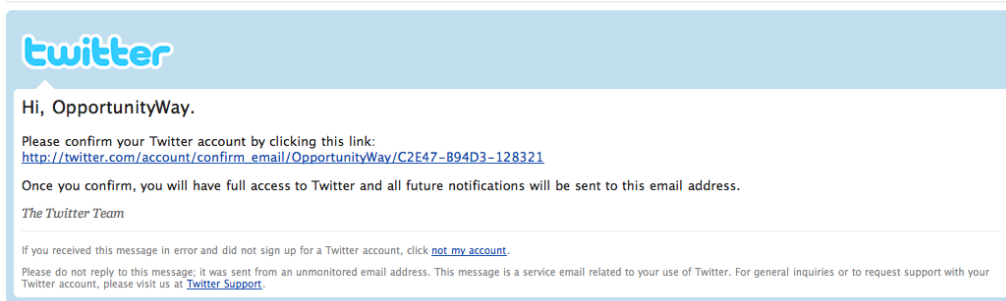 twitter
Hi, OpportunityWay.
Please confirm your Twitter account by clicking this link:
http://twitter.com/account/confirm_email/OpportunityWay/C2E47-B94D3-128321
Once you confirm, you will have full access to Twitter and all future notifications will be sent to this email address.
The Twitter Team
If you received this message in error and did not sign up for a Twitter account, click not my account.
Please do not reply to this message; it was sent from an unmonitored email address. This message is a service email related to your use of Twitter. For general inquiries or to request support with your
Twitter account, please visit us at Twitter Support.